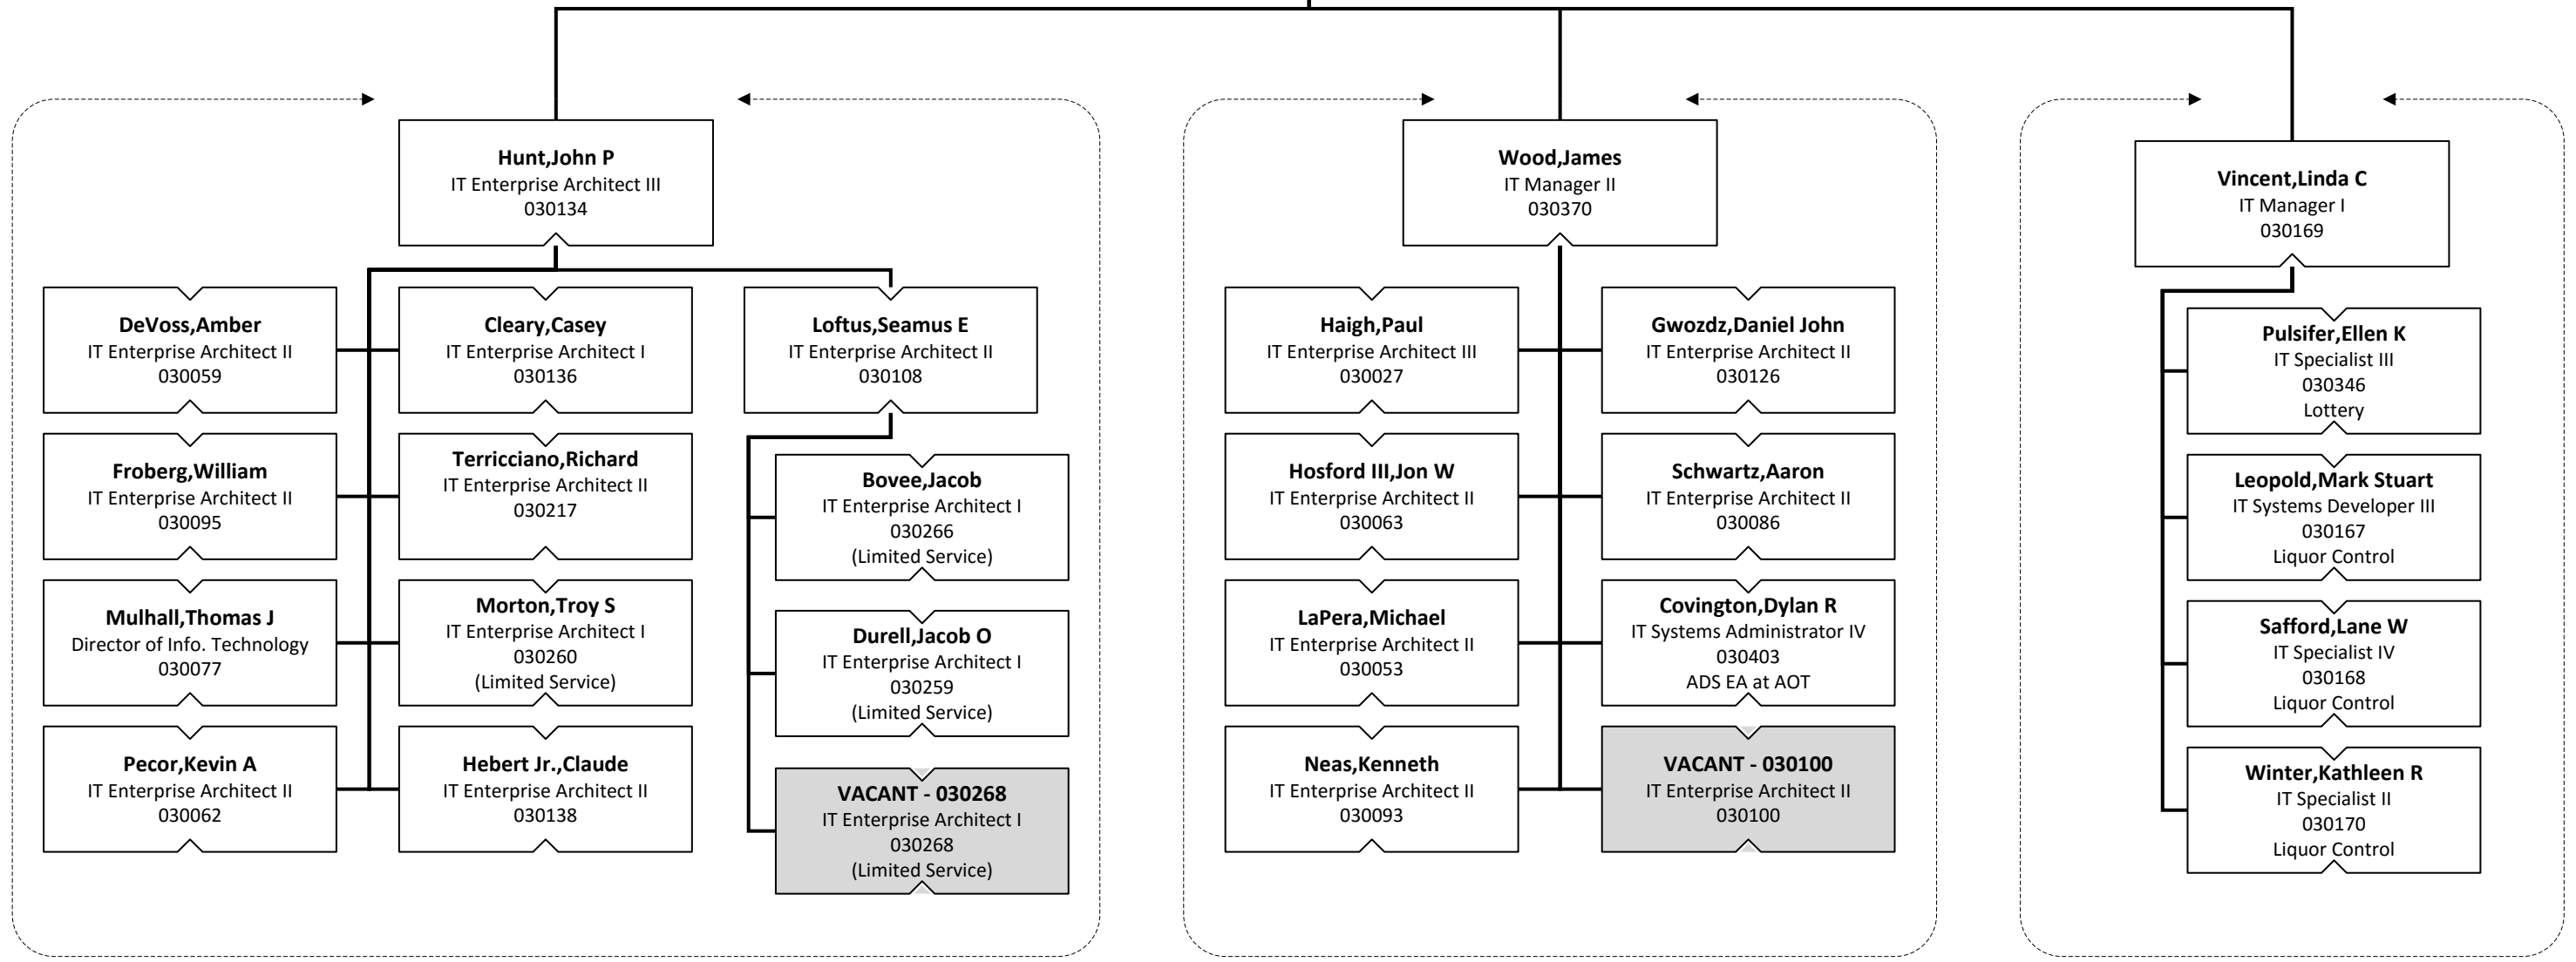 Hunt,John P
IT Enterprise Architect III
030134
DeVoss,Amber
IT Enterprise Architect II
030059
Cleary,Casey
IT Enterprise Architect I
030136
Loftus,Seamus E
IT Enterprise Architect II
030108
Froberg,William
IT Enterprise Architect II
030095
Terricciano,Richard
IT Enterprise Architect II
030217
Mulhall,Thomas J
Director of Info. Technology
030077
Morton,Troy S
IT Enterprise Architect I
030260
(Limited Service)
Pecor,Kevin A
IT Enterprise Architect II
030062
Hebert Jr.,Claude
IT Enterprise Architect II
030138
Bovee,Jacob
IT Enterprise Architect I
030266
(Limited Service)
Durell,Jacob O
IT Enterprise Architect I
030259
(Limited Service)
VACANT - 030268
IT Enterprise Architect I
030268
(Limited Service)
Wood,James
IT Manager II
030370
Haigh,Paul
IT Enterprise Architect III
030027
Gwozdz,Daniel John
IT Enterprise Architect II
030126
Hosford III,Jon W
IT Enterprise Architect II
030063
Schwartz,Aaron
IT Enterprise Architect II
030086
LaPera,Michael
IT Enterprise Architect II
030053
Covington,Dylan R
IT Systems Administrator IV
030403
ADS EA at AOT
Neas,Kenneth
IT Enterprise Architect II
030093
VACANT - 030100
IT Enterprise Architect II
030100
Vincent,Linda C
IT Manager I
030169
Pulsifer,Ellen K
IT Specialist III
030346
Lottery
Leopold,Mark Stuart
IT Systems Developer III
030167
Liquor Control
Safford,Lane W
IT Specialist IV
030168
Liquor Control
Winter,Kathleen R
IT Specialist II
030170
Liquor Control